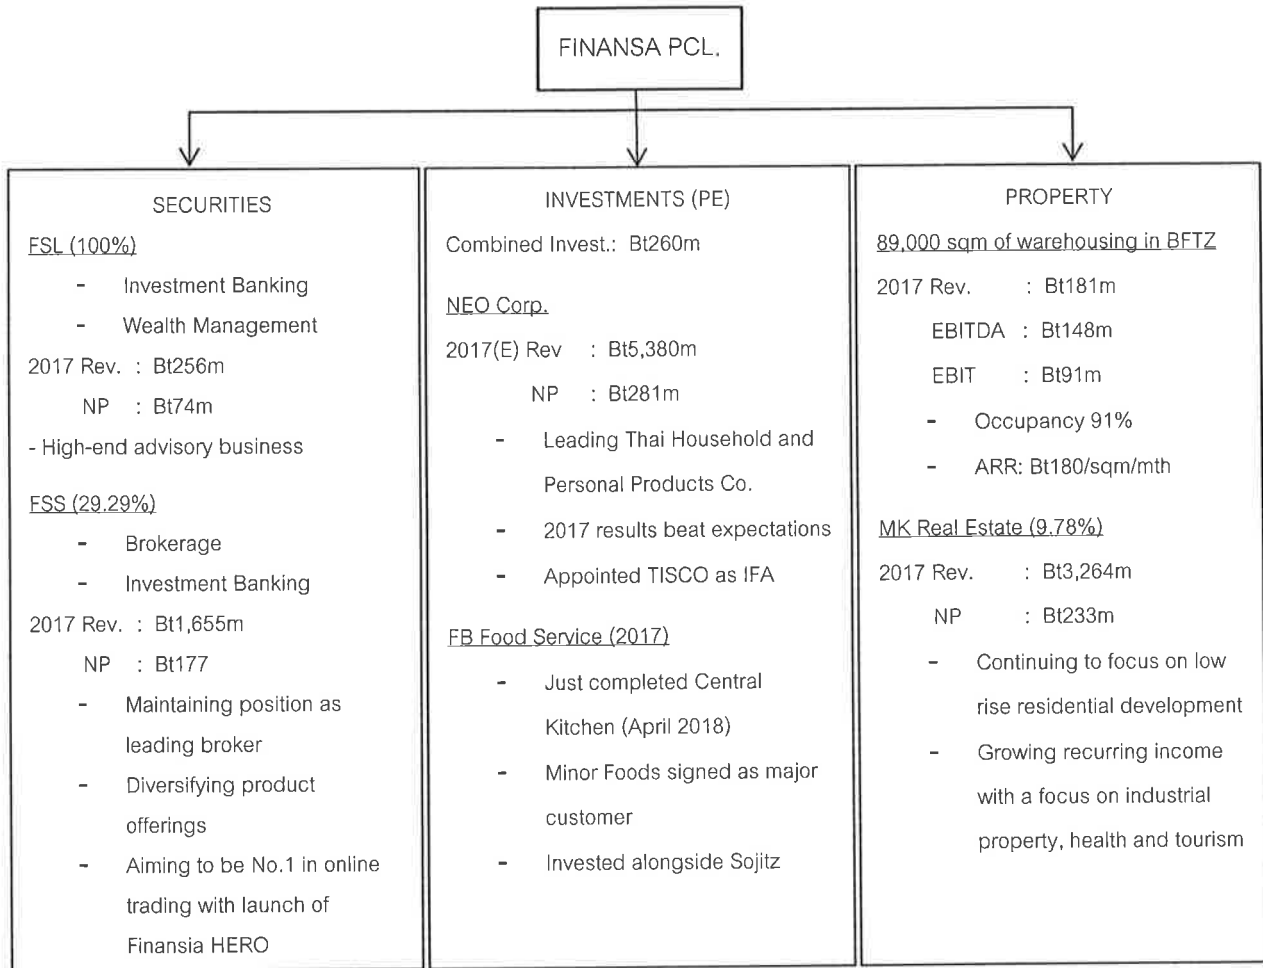 FINANSA PCL.
SECURITIES
FSL (100%)
- Investment Banking
- Wealth Management
2017 Rev. : Bt256m
NP : Bt74m
- High-end advisory business
FSS (29.29%)
- Brokerage
- Investment Banking
2017 Rev. : Bt1,655m
NP : Bt177
- Maintaining position as
leading broker
- Diversifying product
offerings
- Aiming to be No.1 in online
trading with launch of
Finansia HERO
INVESTMENTS (PE)
Combined Invest.: Bt260m
NEO Corp.
2017(E) Rev : Bt5,380m
NP : Bt281m
- Leading Thai Household and
Personal Products Co.
- 2017 results beat expectations
- Appointed TISCO as IFA
FB Food Service (2017)
- Just completed Central
Kitchen (April 2018)
- Minor Foods signed as major
customer
- Invested alongside Sojitz
PROPERTY
89,000 sqm of warehousing in BFTZ
2017 Rev. : Bt181m
EBITDA : Bt148m
EBIT : Bt91m
- Occupancy 91%
- ARR: Bt180/sqm/mth
MK Real Estate (9.78%)
2017 Rev. : Bt3,264m
NP : Bt233m
- Continuing to focus on low
rise residential development
- Growing recurring income
with a focus on industrial
property, health and tourism